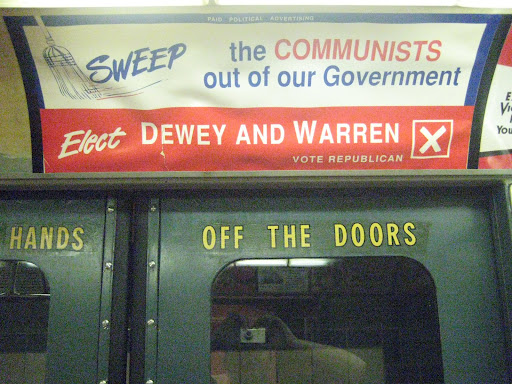 PAID POLITICAL ADVERTISING
SWEEP
the COMMUNISTS
out of our Government
Elect DEWEY AND WARREN X
VOTE REPUBLICAN
HANDS OFF THE DOORS